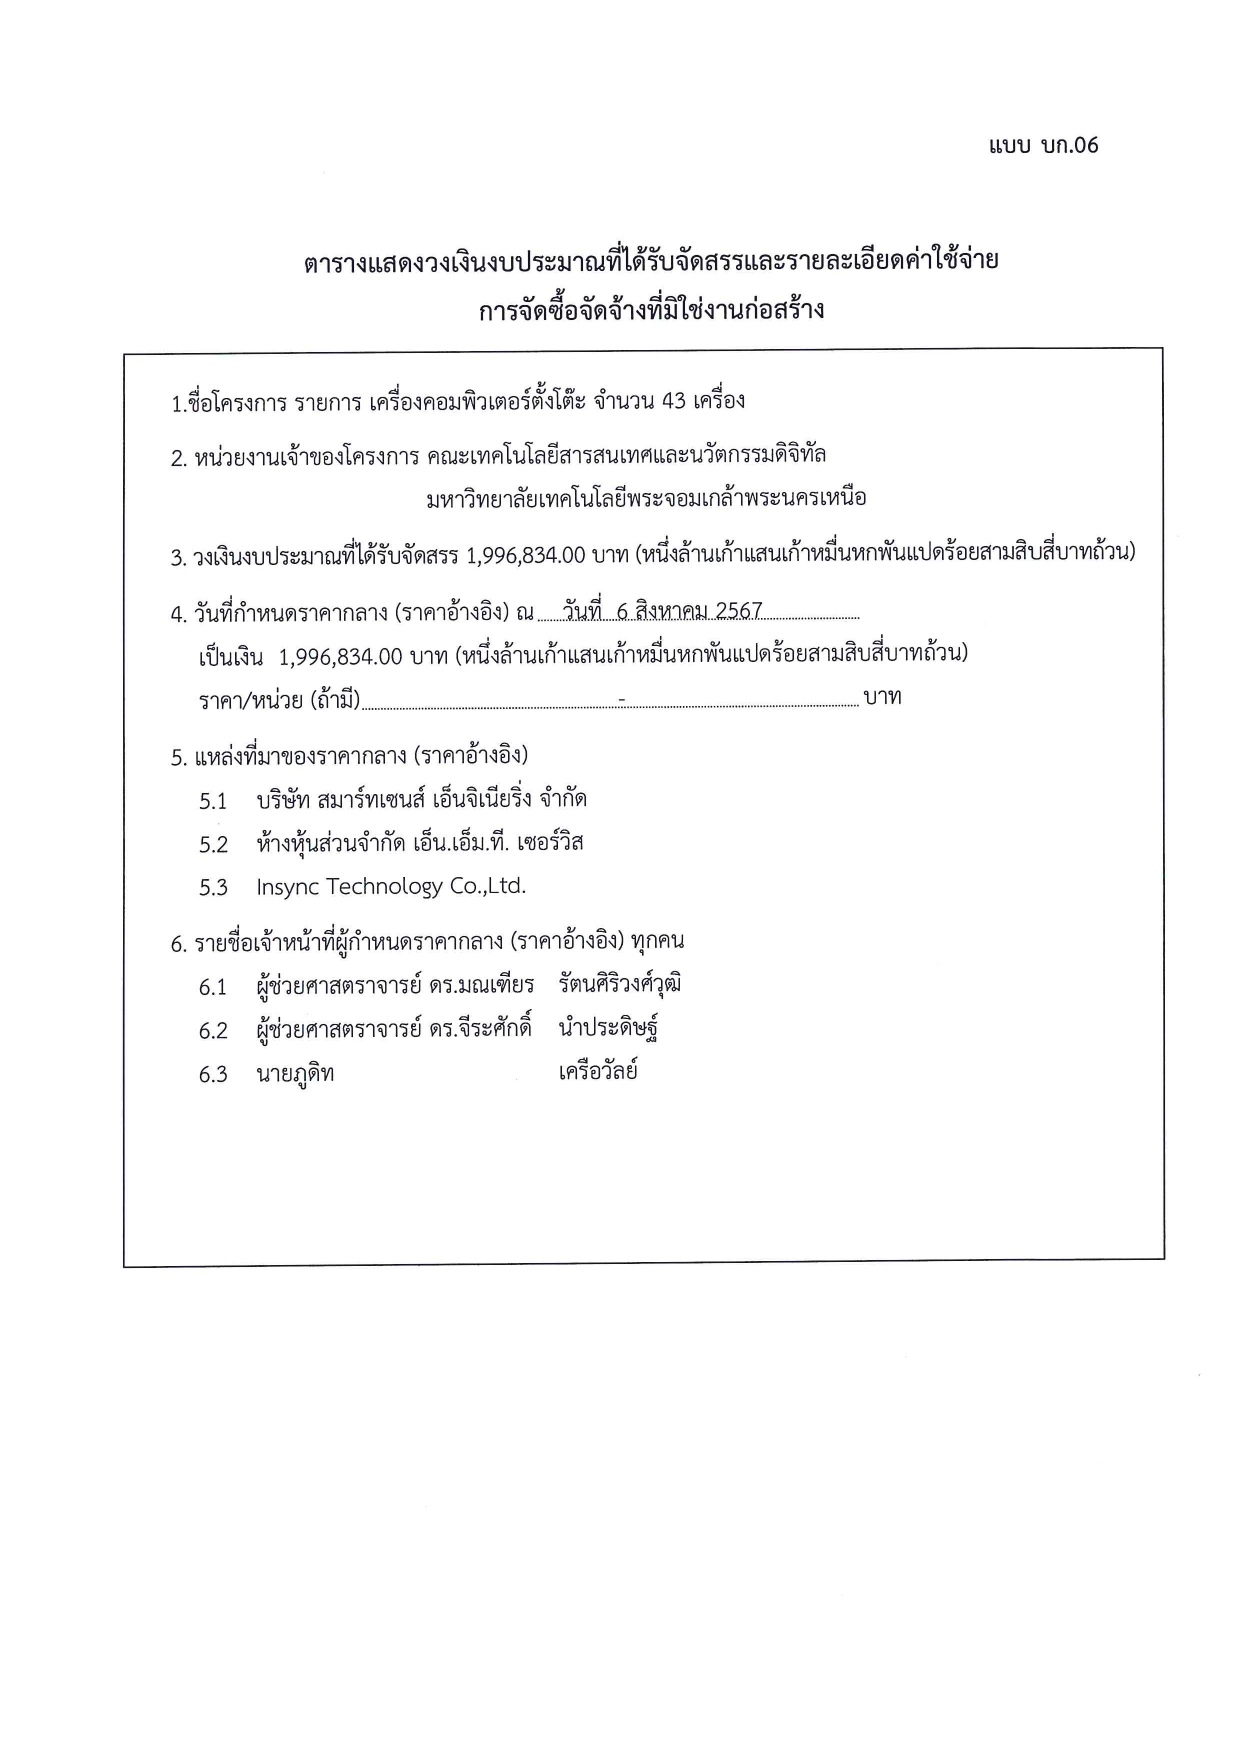 แบบ บก.06
ตารางแสดงวงเงินงบประมาณที่ได้รับจัดสรรและรายละเอียดค่าใช้จ่าย
การจัดซื้อจัดจ้างที่มิใช่งานก่อสร้าง
1.ชื่อโครงการ รายการ เครื่องคอมพิวเตอร์ตั้งโต๊ะ จำนวน 43 เครื่อง
2. หน่วยงานเจ้าของโครงการ คณะเทคโนโลยีสารสนเทศและนวัตกรรมดิจิทัล
มหาวิทยาลัยเทคโนโลยีพระจอมเกล้าพระนครเหนือ
3. วงเงินงบประมาณที่ได้รับจัดสรร 1,996,834.00 บาท (หนึ่งล้านเก้าแสนเก้าหมื่นหกพันแปดร้อยสามสิบสี่บาทถ้วน)
4. วันที่กำหนดราคากลาง (ราคาอ้างอิง) ณ วันที่ 6 สิงหาคม 2567
เป็นเงิน 1,996,834.00 บาท (หนึ่งล้านเก้าแสนเก้าหมื่นหกพันแปดร้อยสามสิบสี่บาทถ้วน)
ราคา/หน่วย (ถ้ามี) - บาท
5. แหล่งที่มาของราคากลาง (ราคาอ้างอิง)
5.1 บริษัท สมาร์ทเซนส์ เอ็นจิเนียริ่ง จำกัด
5.2 ห้างหุ้นส่วนจำกัด เอ็น.เอ็ม.ที. เซอร์วิส
5.3 Insync Technology Co.,Ltd.
6. รายชื่อเจ้าหน้าที่ผู้กำหนดราคากลาง (ราคาอ้างอิง) ทุกคน
6.1 ผู้ช่วยศาสตราจารย์ ดร.มณเฑียร รัตนศิริวงศ์วุฒิ
6.2 ผู้ช่วยศาสตราจารย์ ดร.จีระศักดิ์ นำประดิษฐ์
6.3 นายภูดิท เครือวัลย์